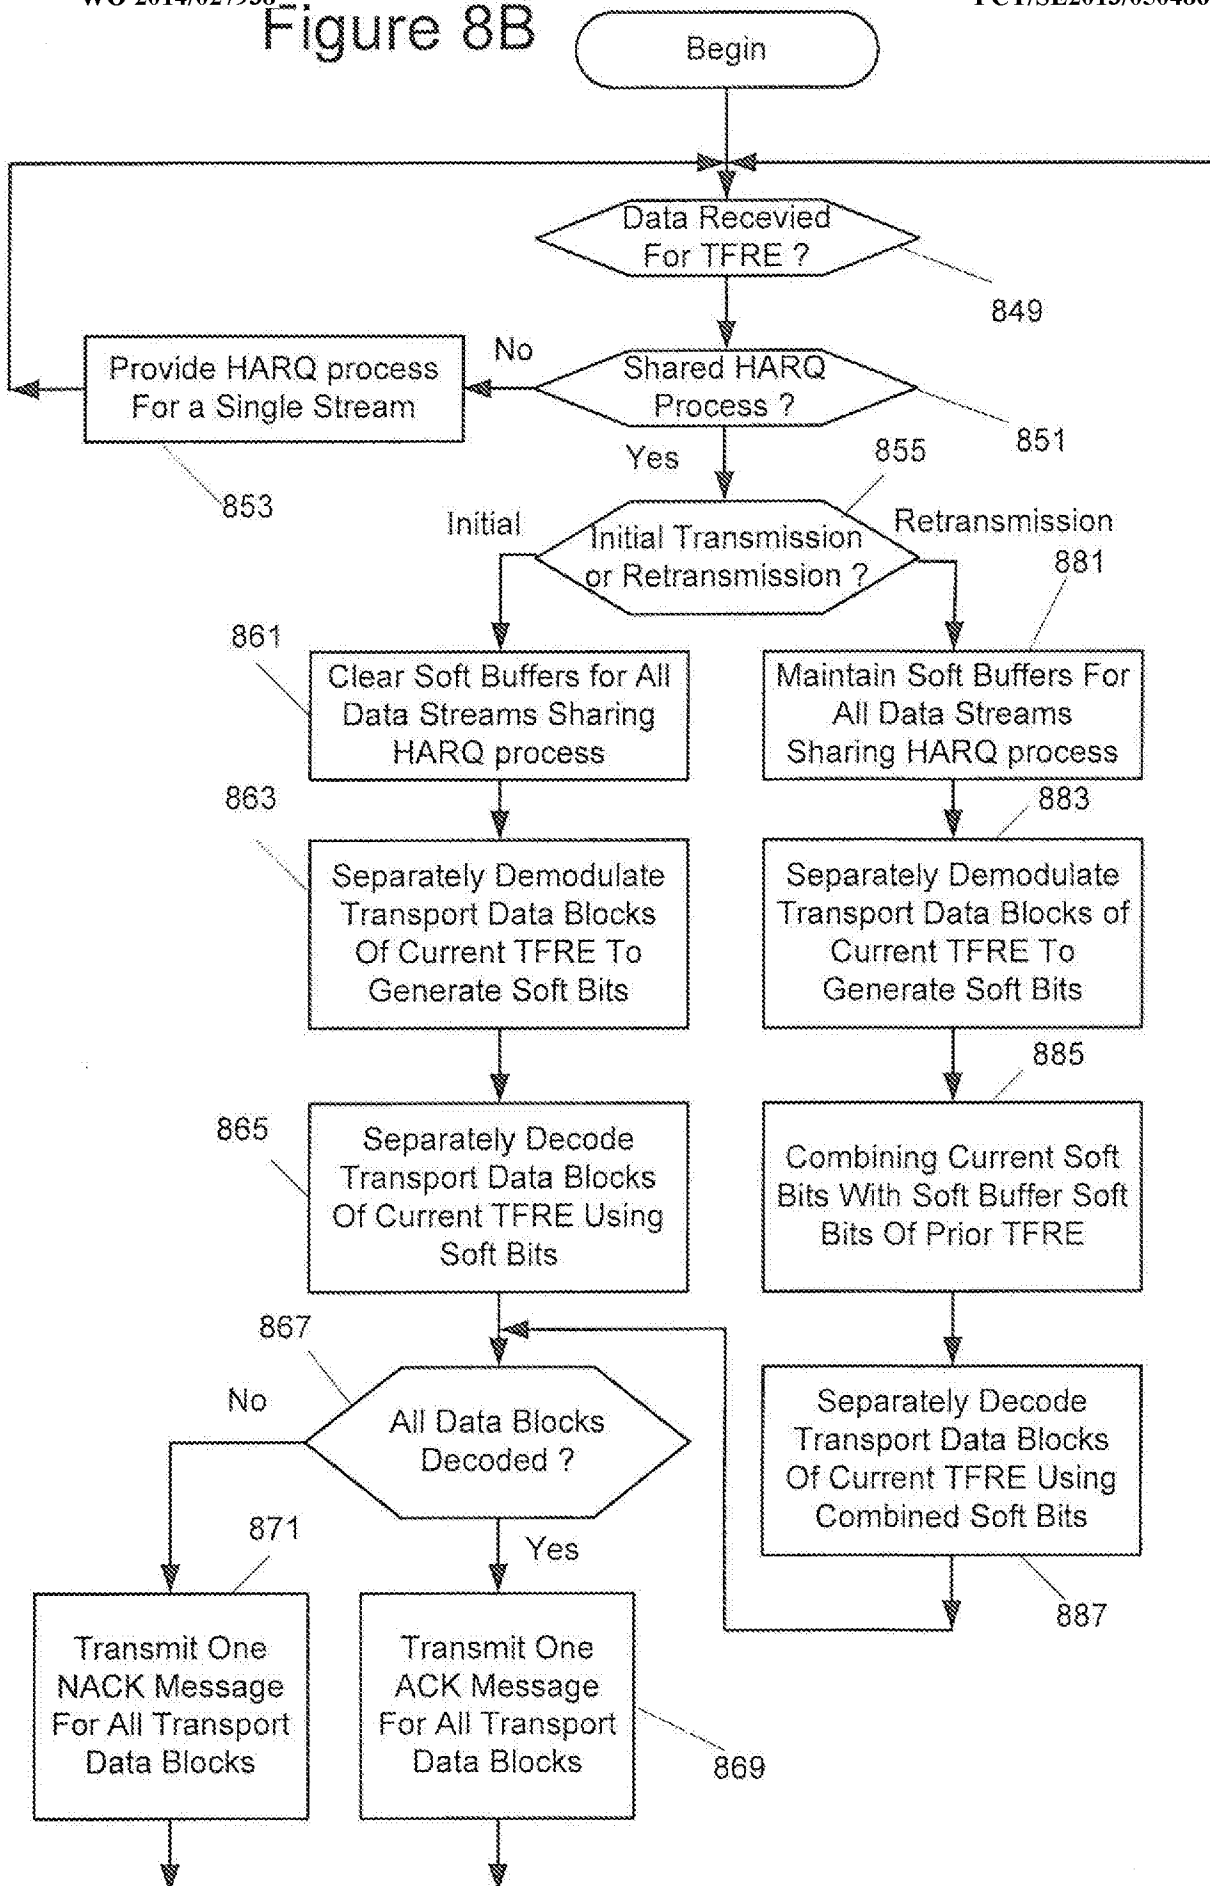 Figure 8B
Begin
Data Recevied
For TFRE ?
849
No
Provide HARQ process
For a Single Stream
Shared HARQ
Process ?
851
Yes
855
853
Initial
Initial Transmission
or Retransmission ?
Retransmission
881
861
Clear Soft Buffers for All
Data Streams Sharing
HARQ process
Maintain Soft Buffers For
All Data Streams
Sharing HARQ process
863
883
Separately Demodulate
Transport Data Blocks
Of Current TFRE To
Generate Soft Bits
Separately Demodulate
Transport Data Blocks of
Current TFRE To
Generate Soft Bits
885
865
Separately Decode
Transport Data Blocks
Of Current TFRE Using
Soft Bits
Combining Current Soft
Bits With Soft Buffer Soft
Bits Of Prior TFRE
867
No
All Data Blocks
Decoded ?
Separately Decode
Transport Data Blocks
Of Current TFRE Using
Combined Soft Bits
871
Yes
887
Transmit One
NACK Message
For All Transport
Data Blocks
Transmit One
ACK Message
For All Transport
Data Blocks
869